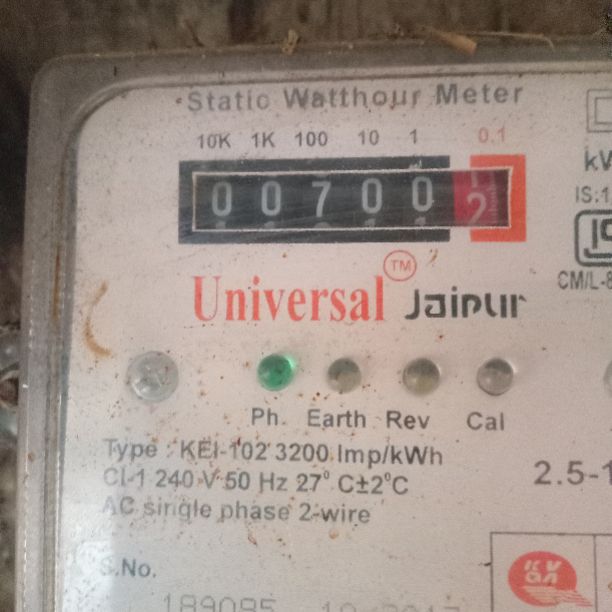 Static Watthour Meter
10K 1K 100 10 1 0.1
kW
IS:1
0 0 7 0 0 2
CM/L-8
Universal TM Jaipur
Ph. Earth Rev Cal
Type : KEI-102 3200 Imp/kWh
Cl-1 240 V 50 Hz 27° C±2°C
2.5-1
AC single phase 2-wire
S.No.
189095